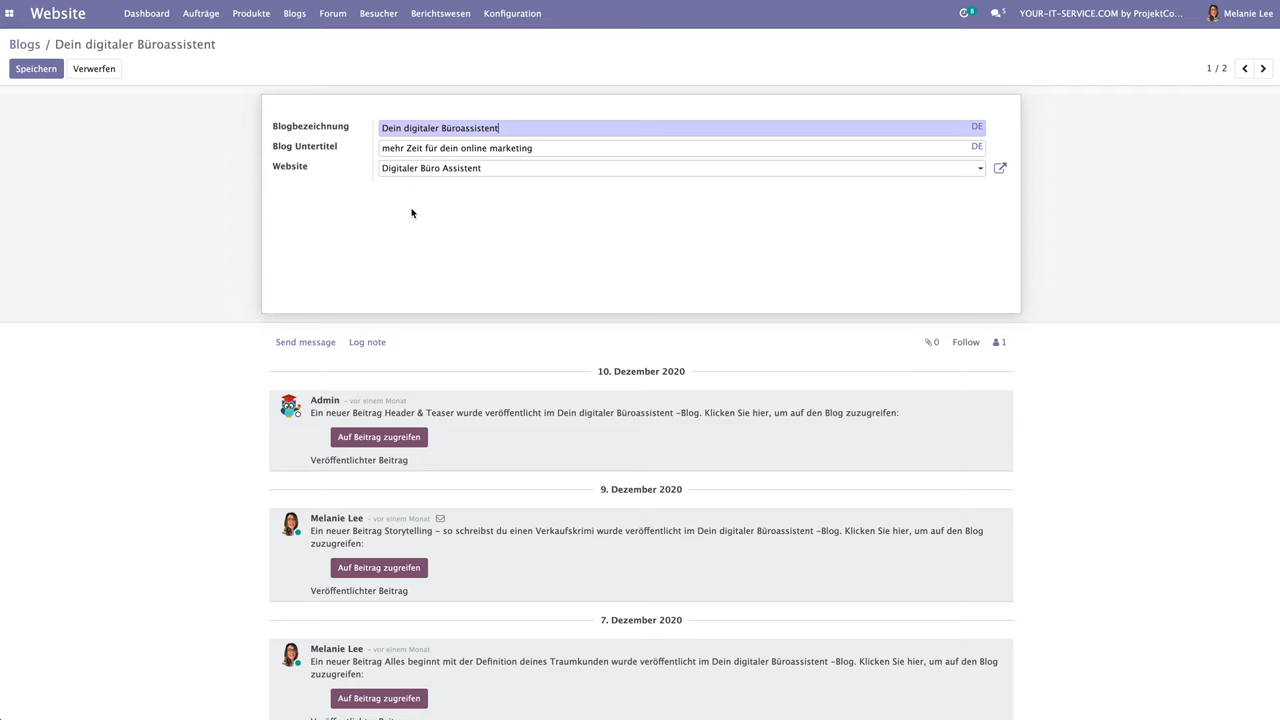 Website Dashboard Aufträge Produkte Blogs Forum Besucher Berichtswesen Konfiguration 8 5 YOUR-IT-SERVICE.COM by ProjektCo... Melanie Lee
Blogs / Dein digitaler Büroassistent
Speichern Verwerfen 1 / 2
Blogbezeichnung Dein digitaler Büroassistent DE
Blog Untertitel mehr Zeit für dein online marketing DE
Website Digitaler Büro Assistent
Send message Log note 0 Follow 1
10. Dezember 2020
Admin - vor einem Monat
Ein neuer Beitrag Header & Teaser wurde veröffentlicht im Dein digitaler Büroassistent -Blog. Klicken Sie hier, um auf den Blog zuzugreifen:
Auf Beitrag zugreifen
Veröffentlichter Beitrag
9. Dezember 2020
Melanie Lee - vor einem Monat
Ein neuer Beitrag Storytelling - so schreibst du einen Verkaufskrimi wurde veröffentlicht im Dein digitaler Büroassistent -Blog. Klicken Sie hier, um auf den Blog
zuzugreifen:
Auf Beitrag zugreifen
Veröffentlichter Beitrag
7. Dezember 2020
Melanie Lee - vor einem Monat
Ein neuer Beitrag Alles beginnt mit der Definition deines Traumkunden wurde veröffentlicht im Dein digitaler Büroassistent -Blog. Klicken Sie hier, um auf den Blog
zuzugreifen:
Auf Beitrag zugreifen